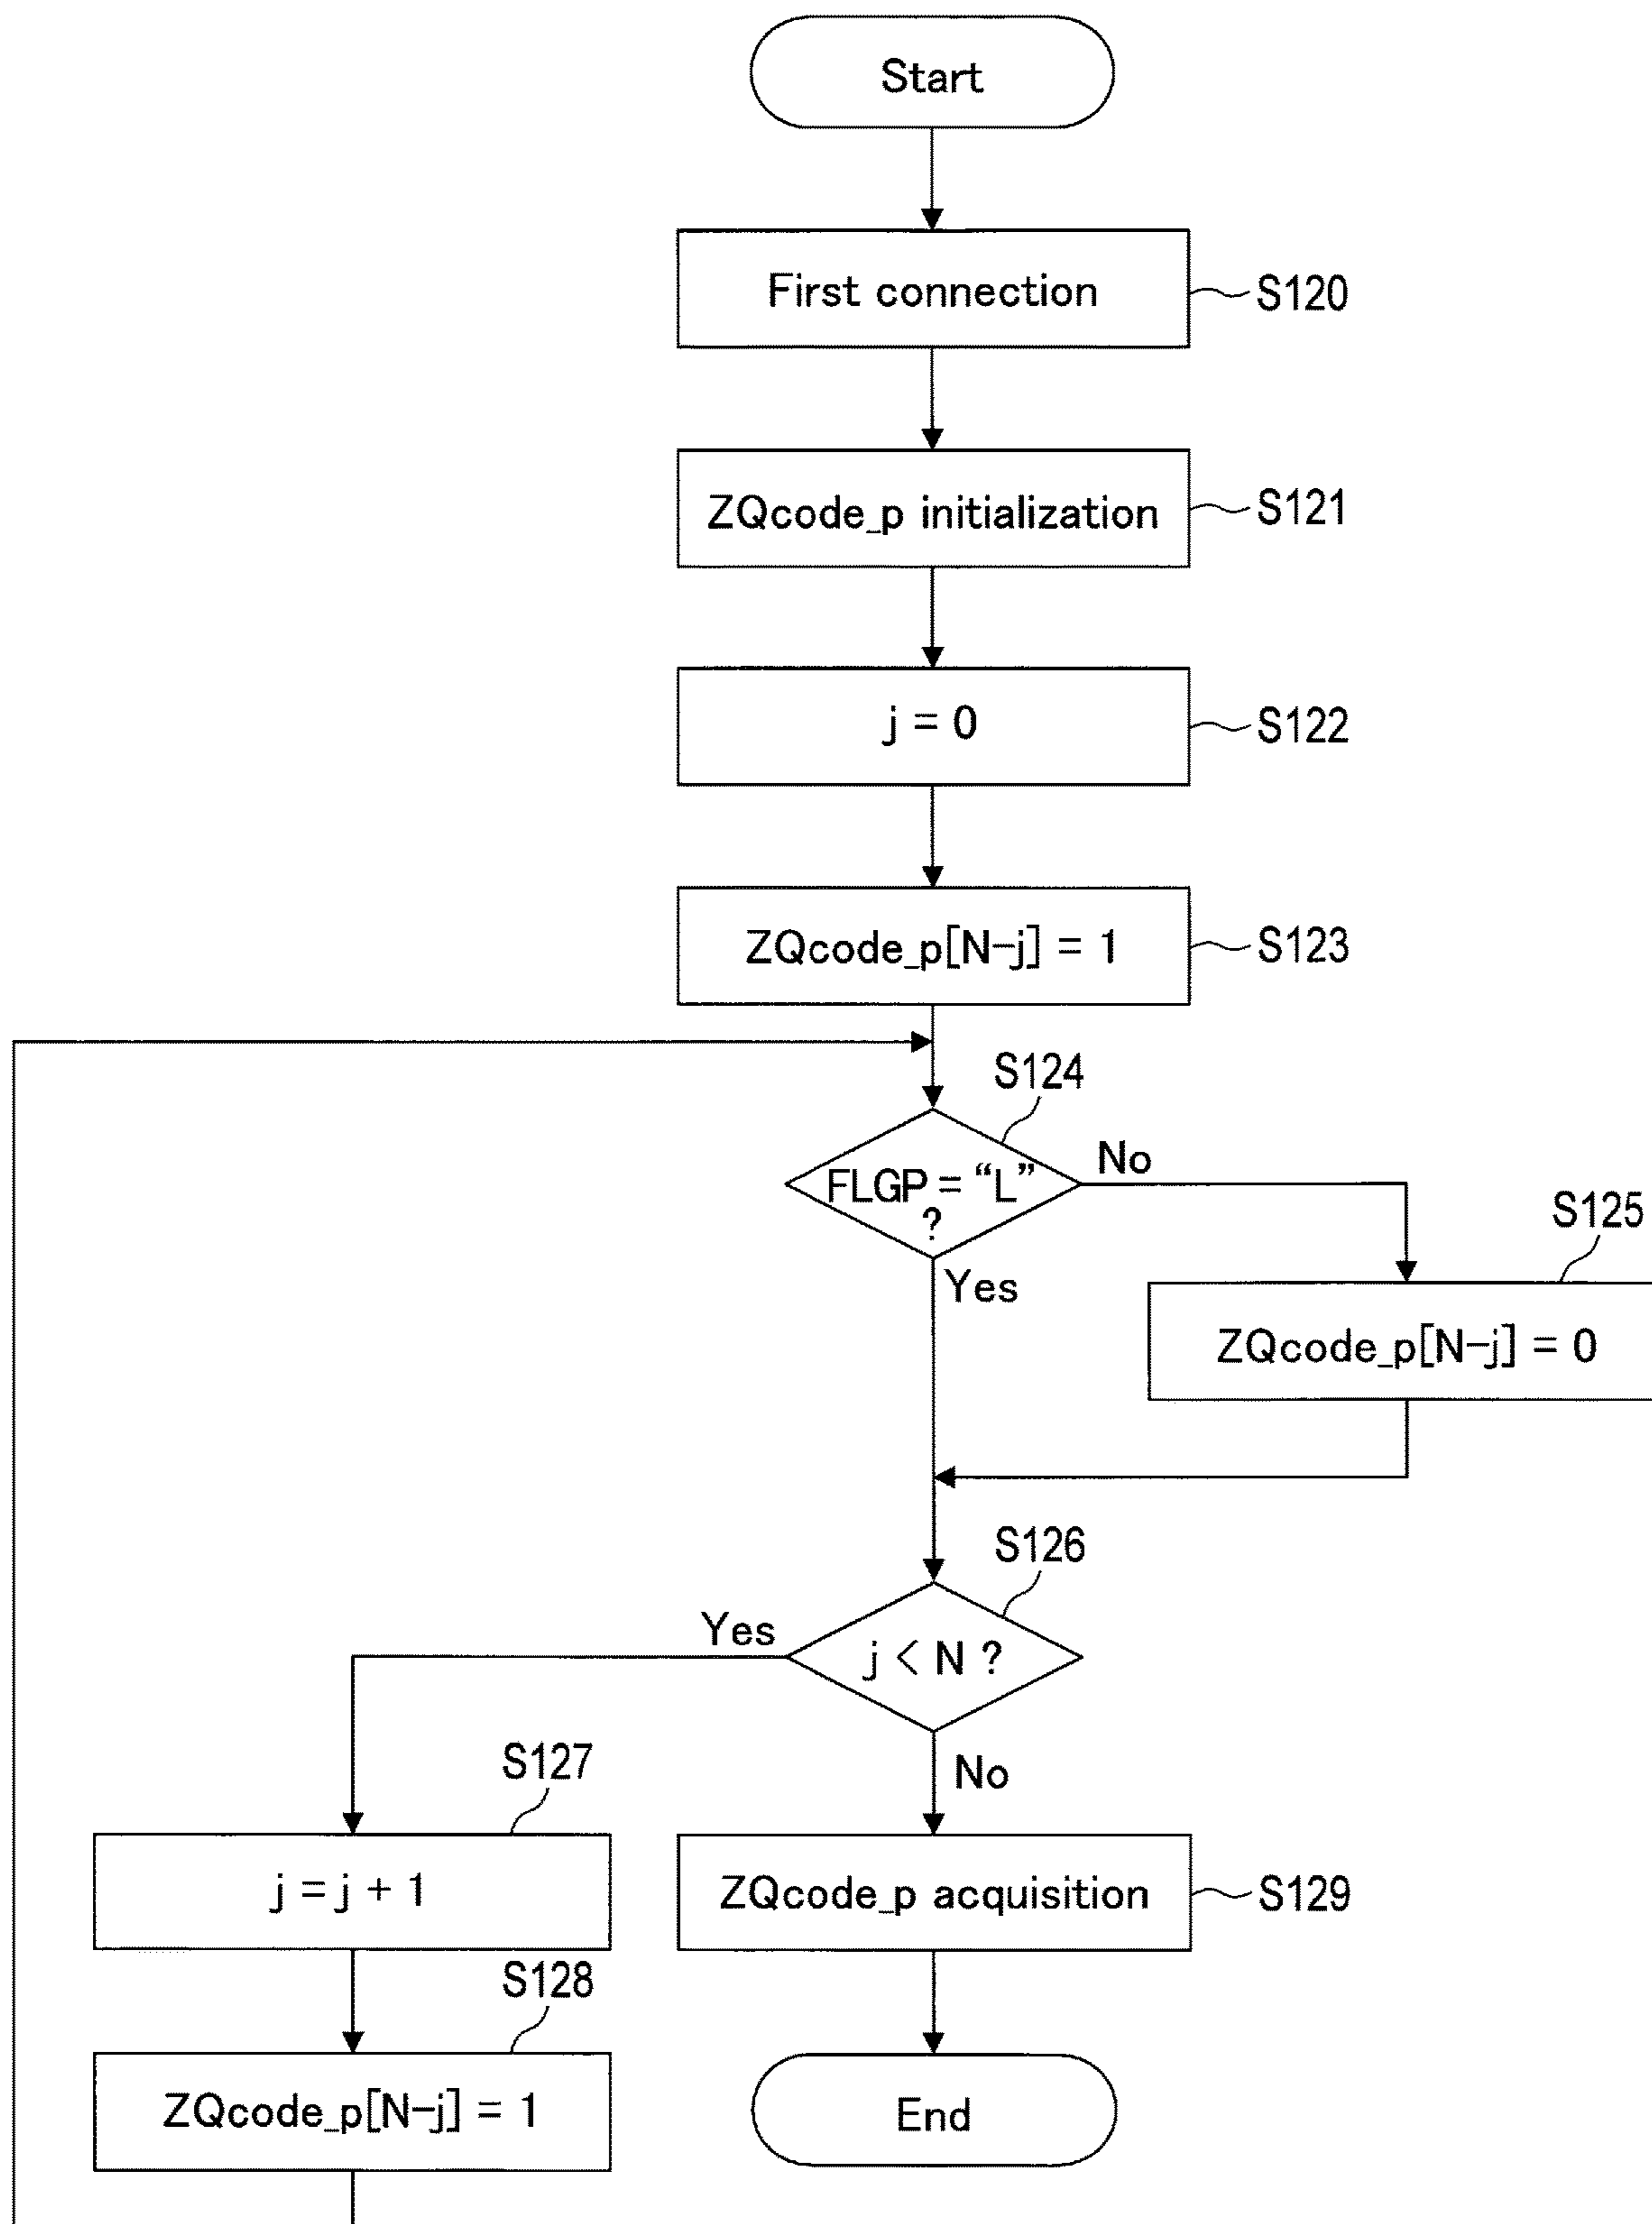 Start
First connection
S120
ZQcode_p initialization
S121
j = 0
S122
ZQcode_p[N-j] = 1
S123
S124
FLGP = “L”
?
No
Yes
S125
ZQcode_p[N-j] = 0
S126
j < N ?
Yes
No
S127
j = j + 1
ZQcode_p acquisition
S129
S128
ZQcode_p[N-j] = 1
End